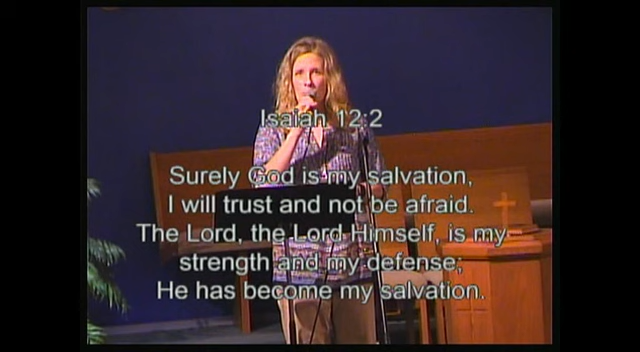 Isaiah 12:2
Surely God is my salvation,
I will trust and not be afraid.
The Lord, the Lord Himself, is my
strength and my defense;
He has become my salvation.